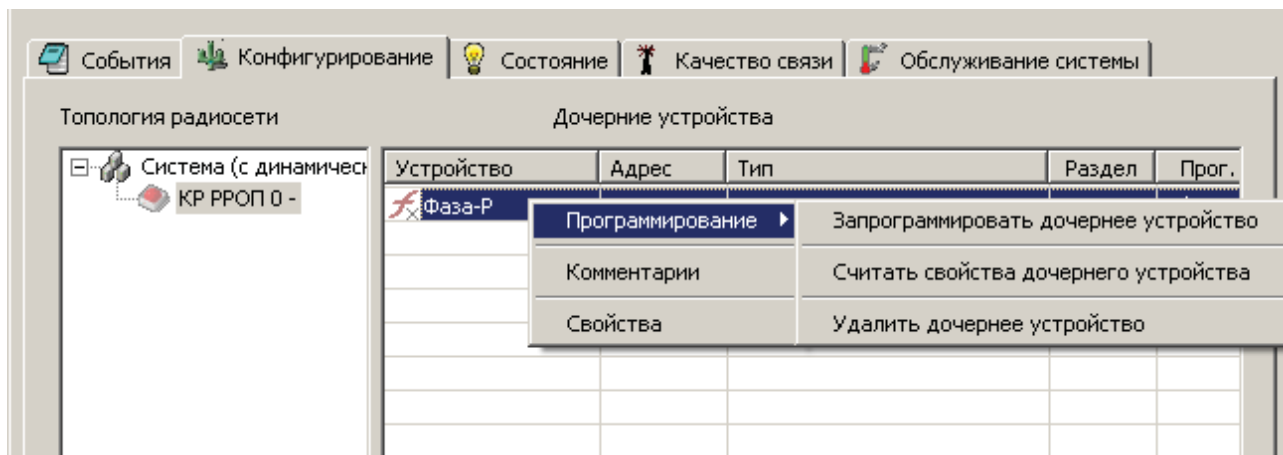 События Конфигурирование Состояние Качество связи Обслуживание системы
Топология радиосети Дочерние устройства
Система (с динамическ Устройство Адрес Тип Раздел Прог.
КР РРОП 0 - Фаза-Р
Программирование Запрограммировать дочернее устройство
Комментарии Считать свойства дочернего устройства
Свойства Удалить дочернее устройство